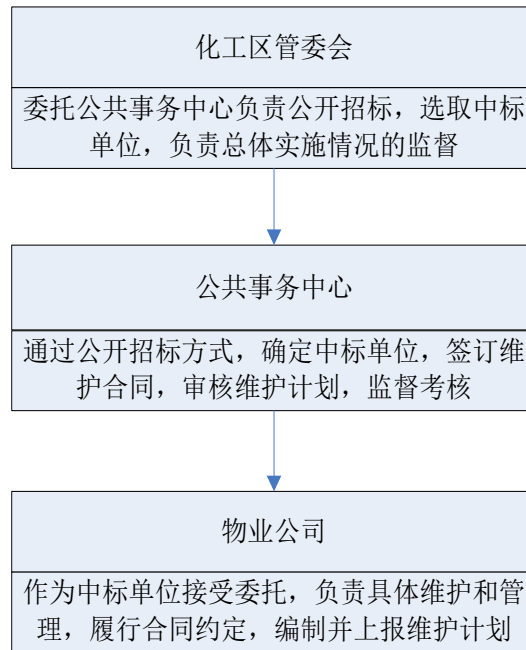 化工区管委会
委托公共事务中心负责公开招标，选取中标
单位，负责总体实施情况的监督
公共事务中心
通过公开招标方式，确定中标单位，签订维
护合同，审核维护计划，监督考核
物业公司
作为中标单位接受委托，负责具体维护和管
理，履行合同约定，编制并上报维护计划